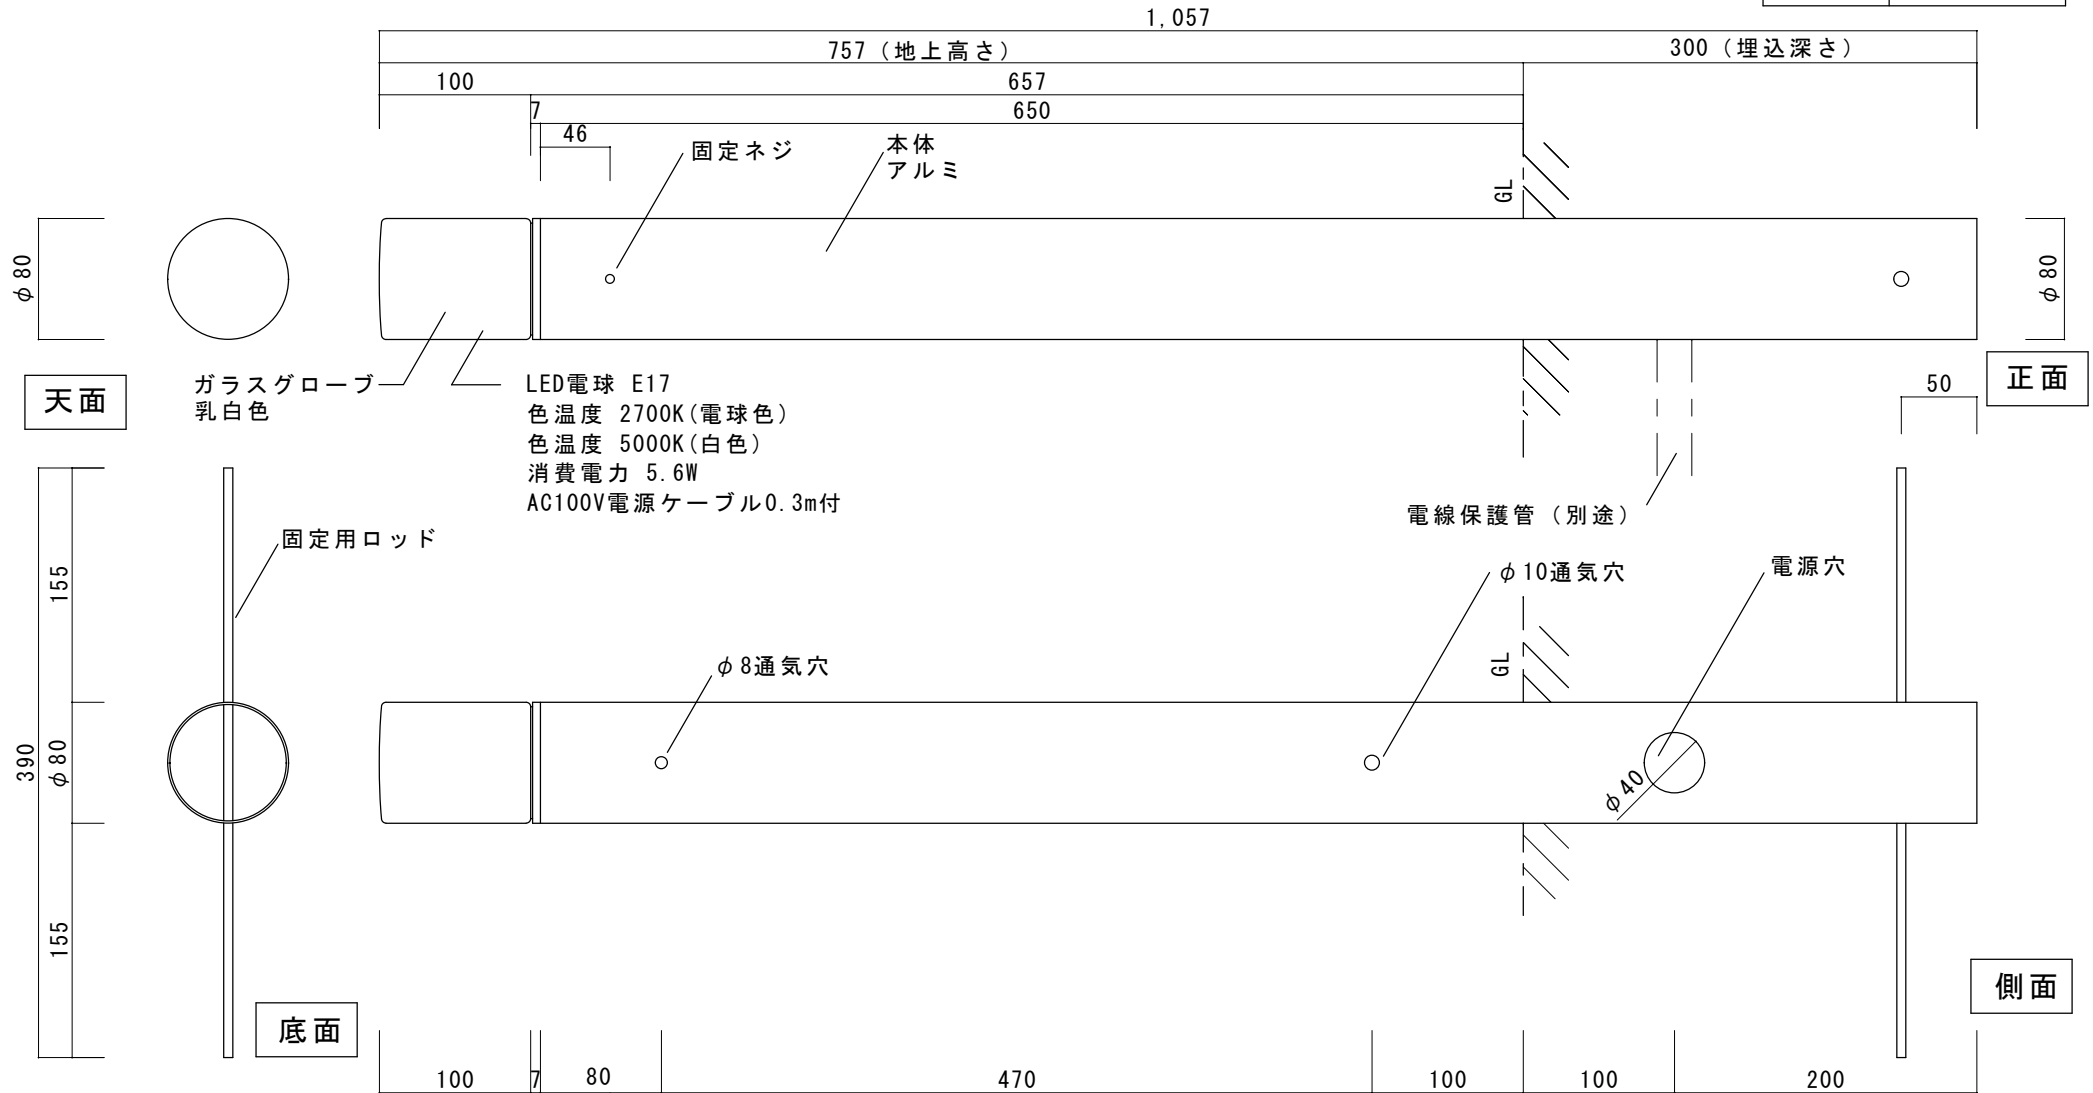 1,057
757（地上高さ）
300（埋込深さ）
100
657
7
650
46
固定ネジ
本体
アルミ
GL
φ80
φ80
天面
ガラスグローブ
乳白色
LED電球 E17
色温度 2700K(電球色)
色温度 5000K(白色)
消費電力 5.6W
AC100V電源ケーブル0.3m付
50
正面
電線保護管（別途）
固定用ロッド
155
φ10通気穴
電源穴
φ8通気穴
GL
390
φ80
φ40
155
底面
側面
100
7
80
470
100
100
200